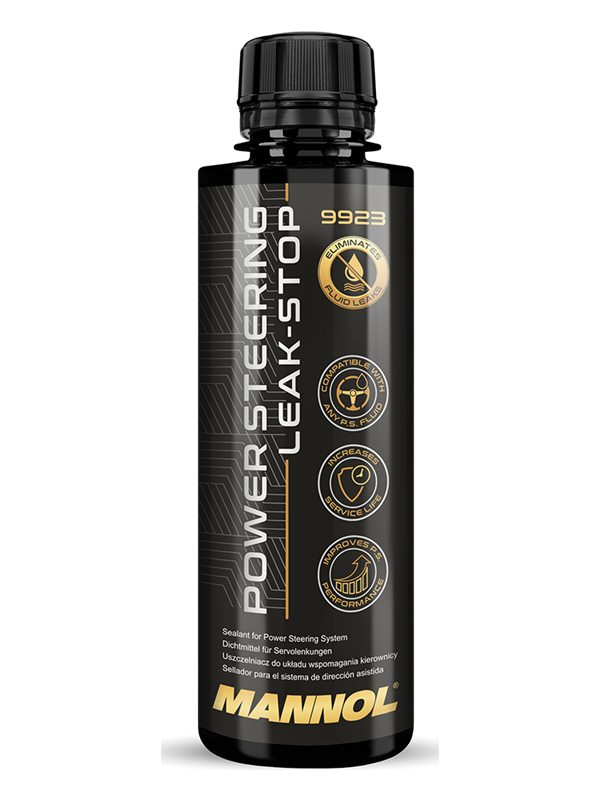 POWER STEERING
LEAK-STOP
9923
ELIMINATES
FLUID LEAKS
COMPATIBLE WITH
ANY P.S. FLUID
INCREASES
SERVICE LIFE
IMPROVES P.S.
PERFORMANCE
Sealant for Power Steering System
Dichtmittel für Servolenkungen
Uszczelniacz do układu wspomagania kierownicy
Sellador para el sistema de dirección asistida
MANNOL®